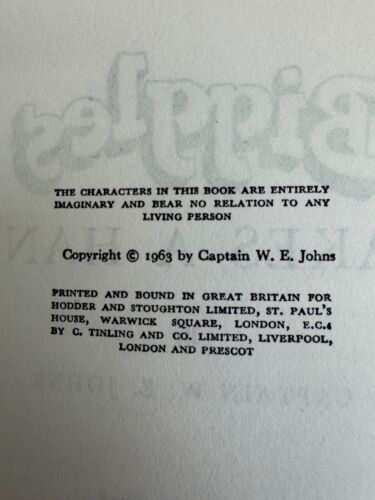 THE CHARACTERS IN THIS BOOK ARE ENTIRELY
IMAGINARY AND BEAR NO RELATION TO ANY
LIVING PERSON
Copyright © 1963 by Captain W. E. Johns
PRINTED AND BOUND IN GREAT BRITAIN FOR
HODDER AND STOUGHTON LIMITED, ST. PAUL'S
HOUSE, WARWICK SQUARE, LONDON, E.C.4
BY C. TINLING AND CO. LIMITED, LIVERPOOL,
LONDON AND PRESCOT